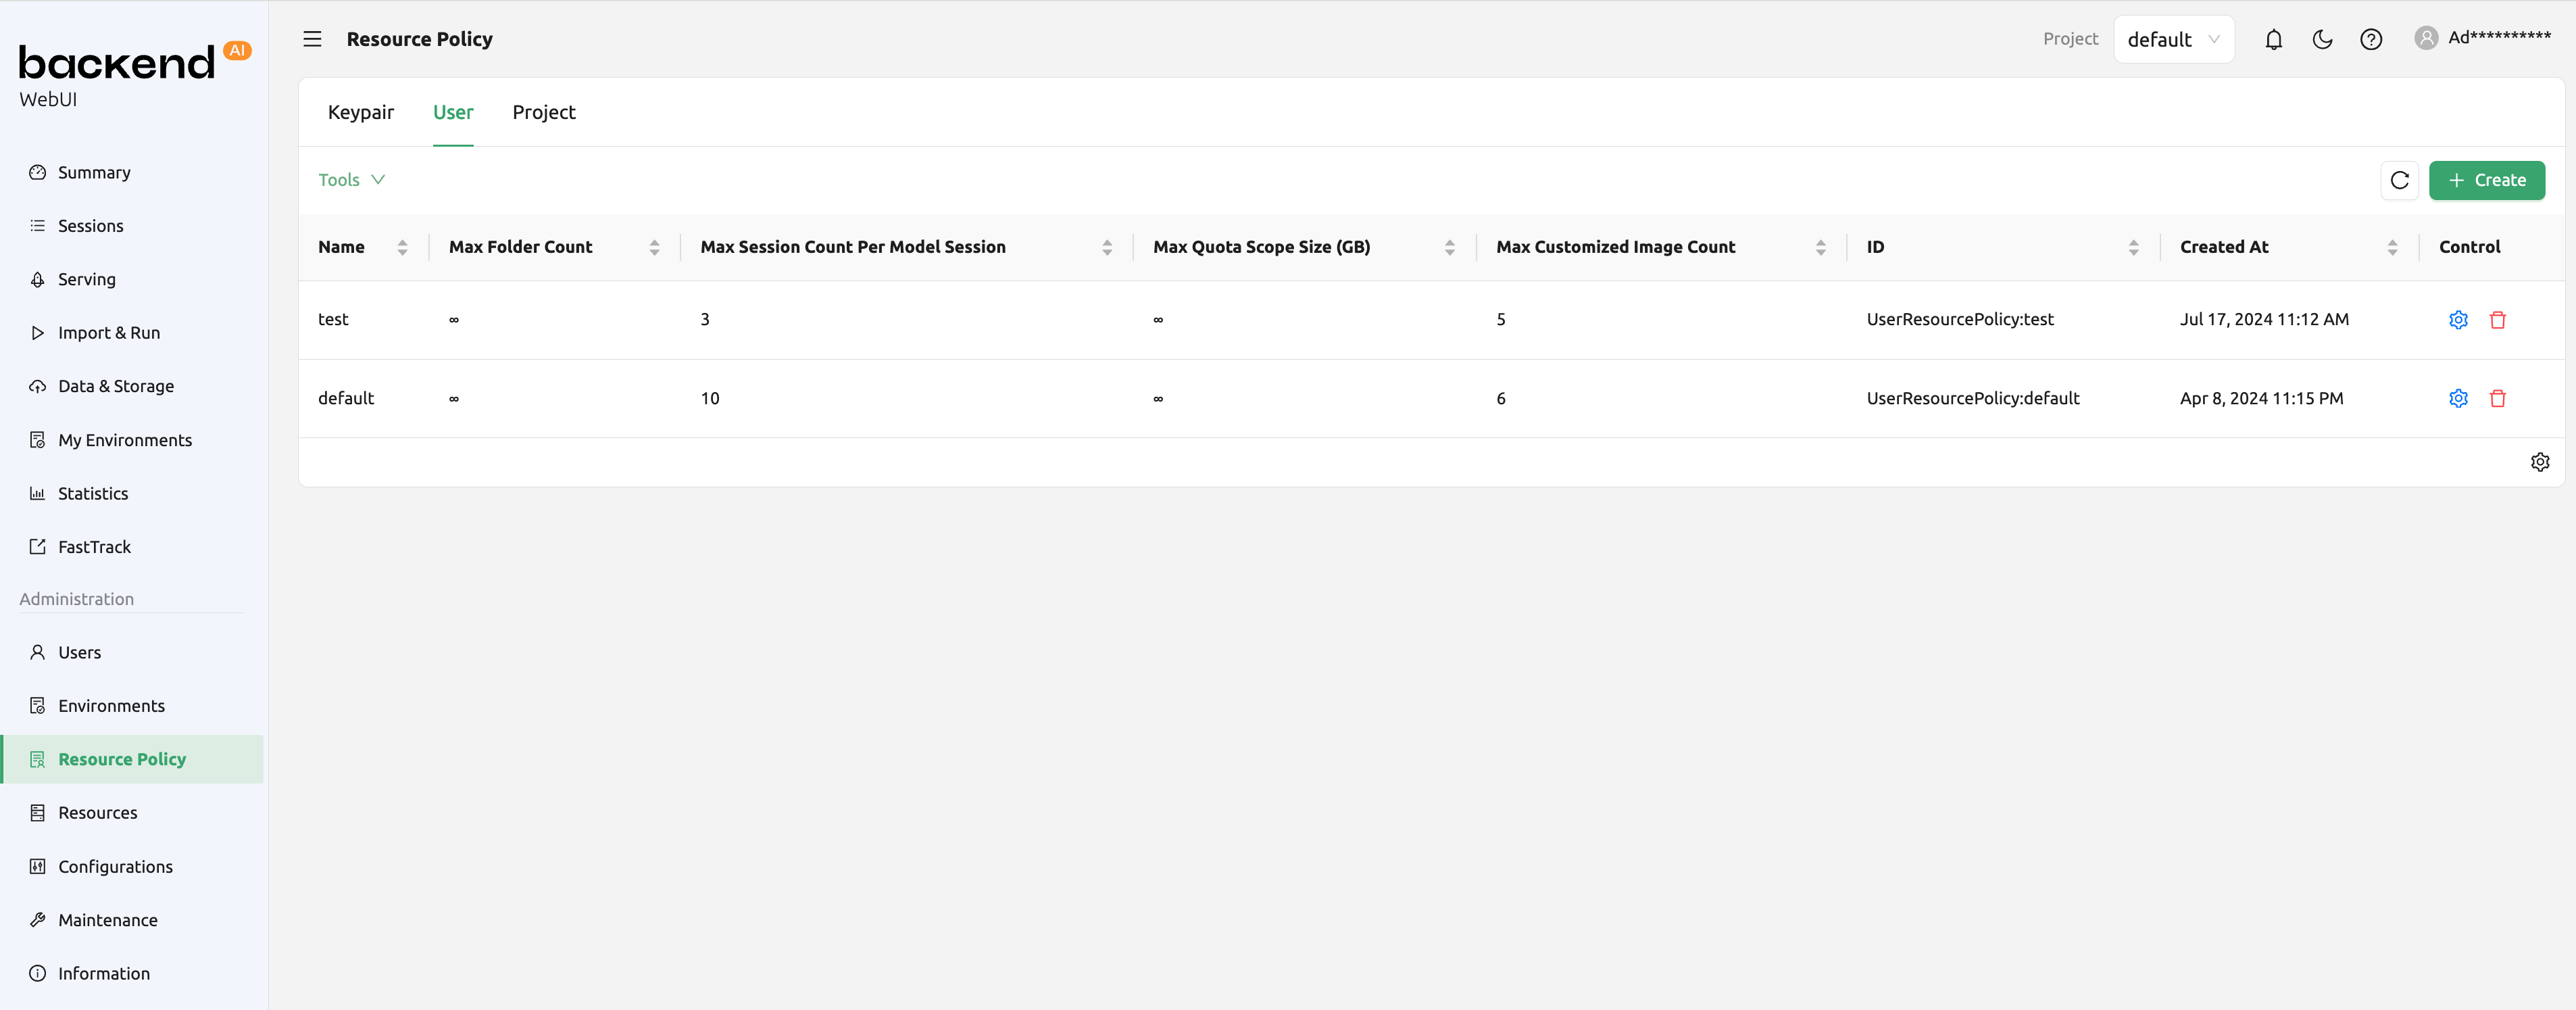 backend AI
WebUI
Summary
Sessions
Serving
Import & Run
Data & Storage
My Environments
Statistics
FastTrack
Administration
Users
Environments
Resource Policy
Resources
Configurations
Maintenance
Information
Resource Policy
Project default Ad**********
Keypair User Project
Tools
Create
Name Max Folder Count Max Session Count Per Model Session Max Quota Scope Size (GB) Max Customized Image Count ID Created At Control
test ∞ 3 ∞ 5 UserResourcePolicy:test Jul 17, 2024 11:12 AM
default ∞ 10 ∞ 6 UserResourcePolicy:default Apr 8, 2024 11:15 PM